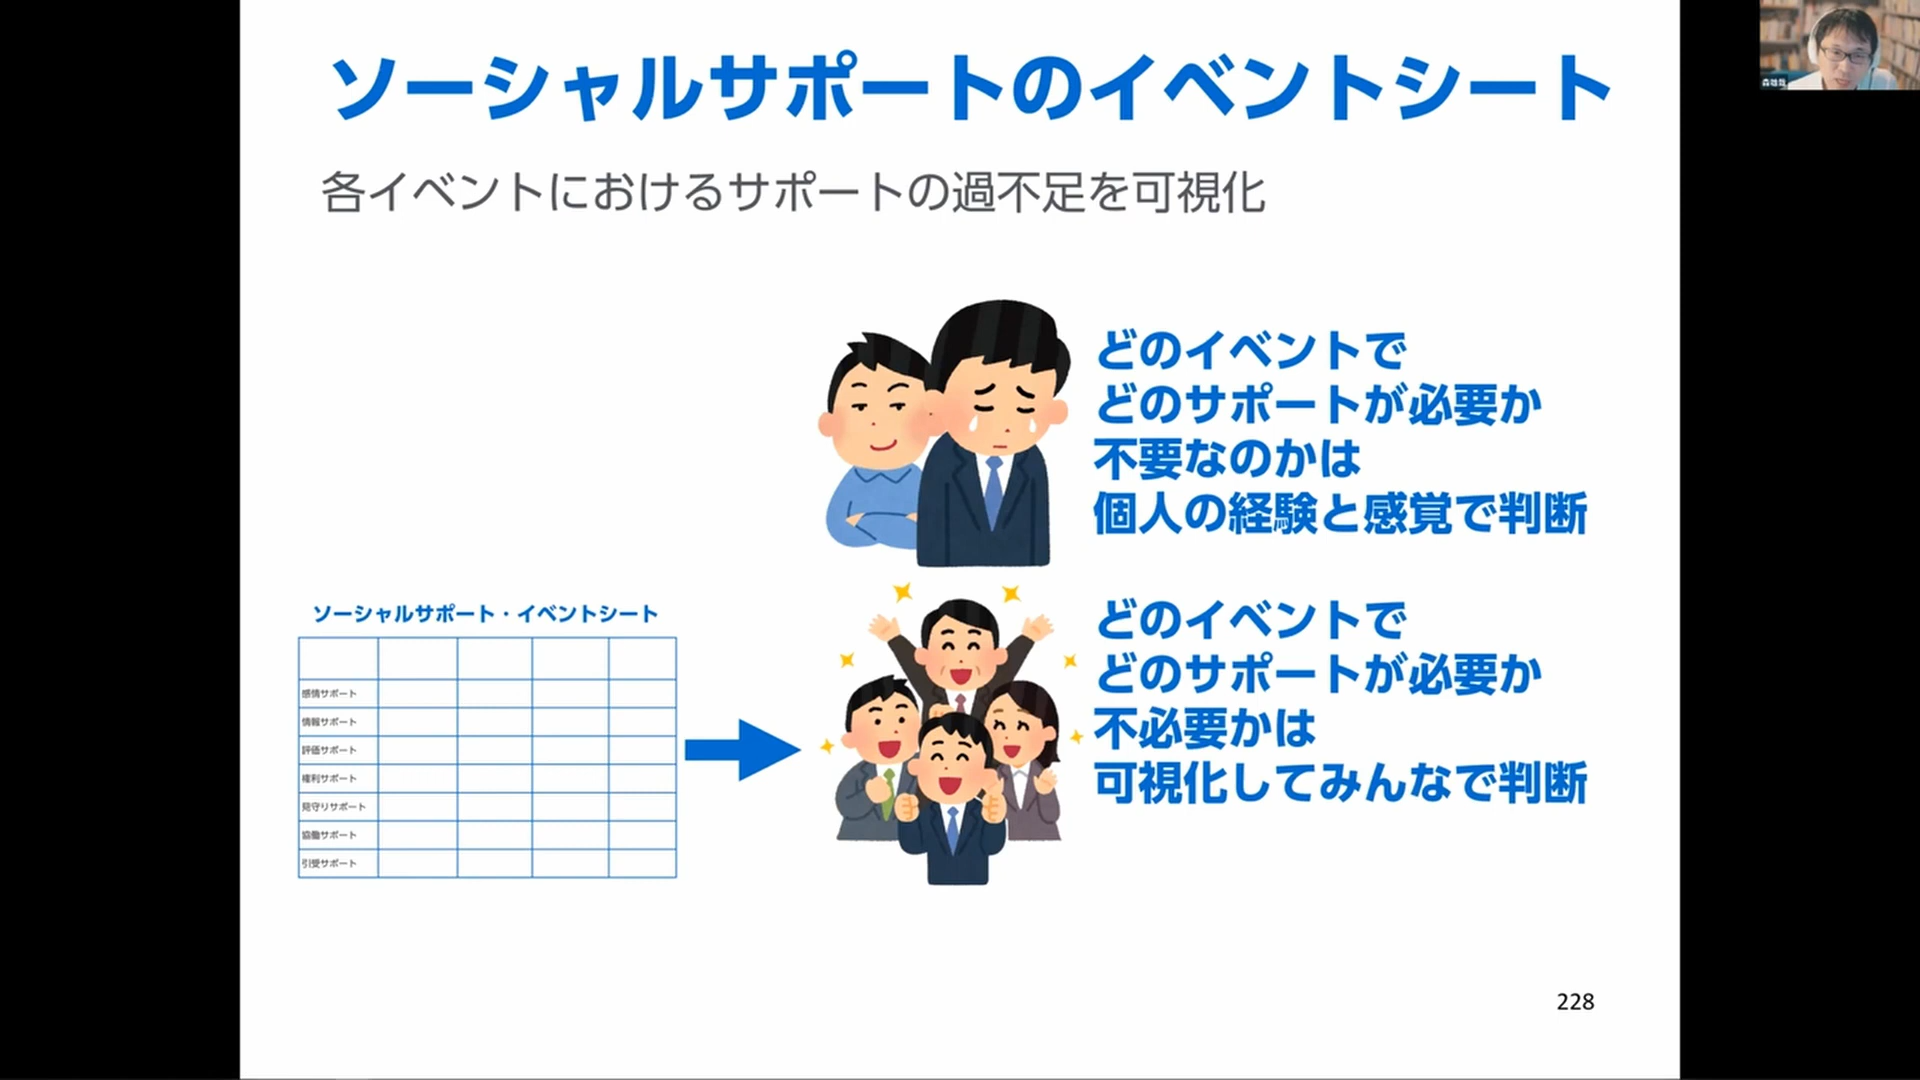 ソーシャルサポートのイベントシート
各イベントにおけるサポートの過不足を可視化
どのイベントで
どのサポートが必要か
不要なのかは
個人の経験と感覚で判断
ソーシャルサポート・イベントシート
感情サポート
情報サポート
評価サポート
権利サポート
見守りサポート
協働サポート
引受サポート
どのイベントで
どのサポートが必要か
不必要かは
可視化してみんなで判断
228